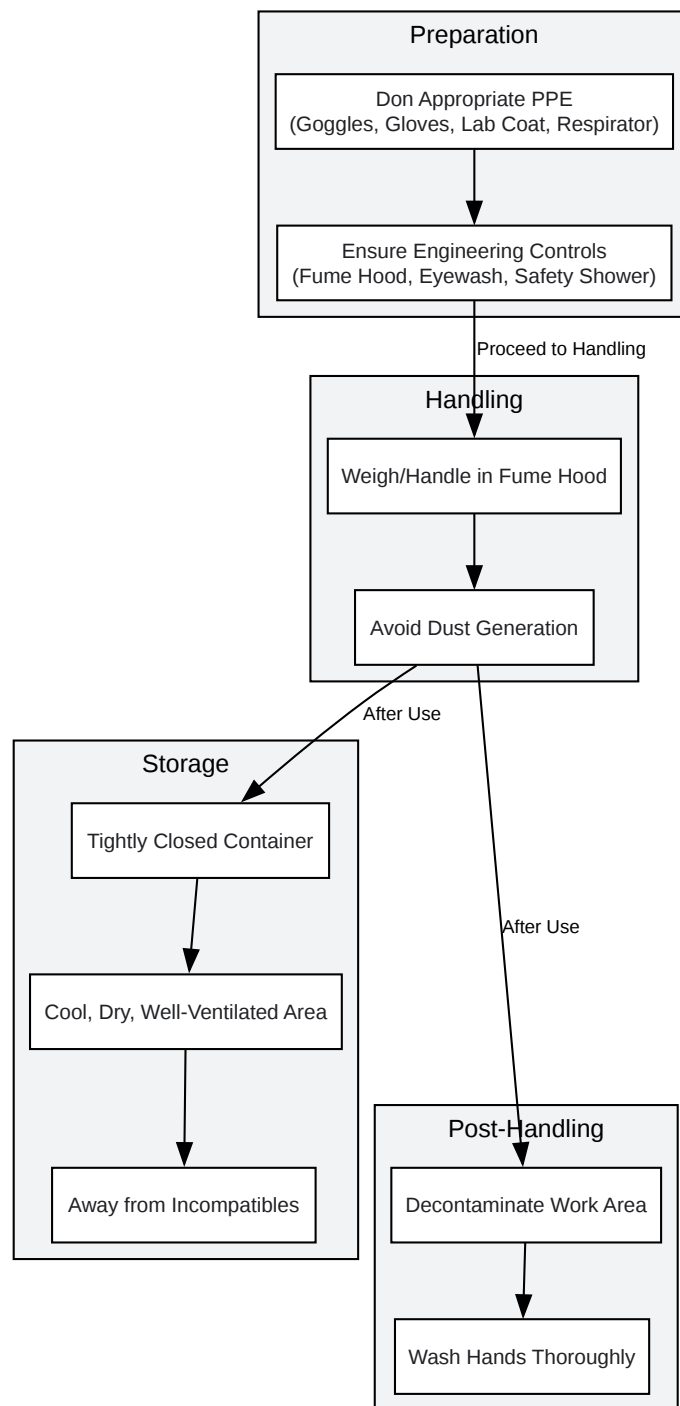 Preparation
Don Appropriate PPE
(Goggles, Gloves, Lab Coat, Respirator)
Ensure Engineering Controls
(Fume Hood, Eyewash, Safety Shower)
Proceed to Handling
Handling
Weigh/Handle in Fume Hood
Avoid Dust Generation
After Use
Storage
Tightly Closed Container
Cool, Dry, Well-Ventilated Area
Away from Incompatibles
After Use
Post-Handling
Decontaminate Work Area
Wash Hands Thoroughly